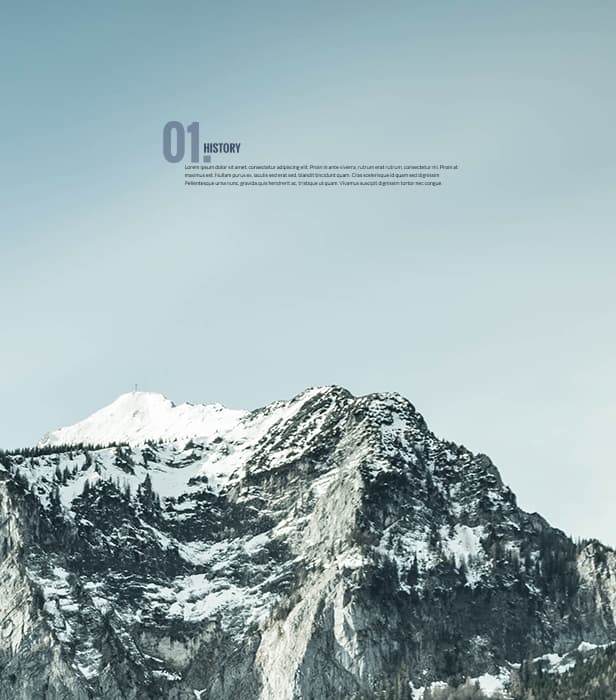 01. HISTORY
Lorem ipsum dolor sit amet, consectetur adipiscing elit. Proin in ante viverra, rutrum erat rutrum, consectetur mi. Proin at
maximus est. Nullam purus ex, iaculis sed erat sed, blandit tincidunt quam. Cras scelerisque id quam sed dignissim
Pellentesque urna nunc, gravida quis hendrerit ac, tristique ut quam. Vivamus suscipit dignissim tortor nec congue.